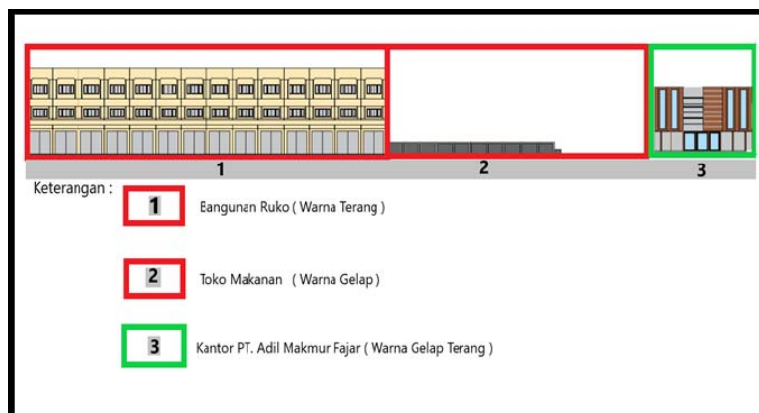 1 2 3
Keterangan :
1 Bangunan Ruko ( Warna Terang )
2 Toko Makanan ( Warna Gelap )
3 Kantor PT. Adil Makmur Fajar ( Warna Gelap Terang )